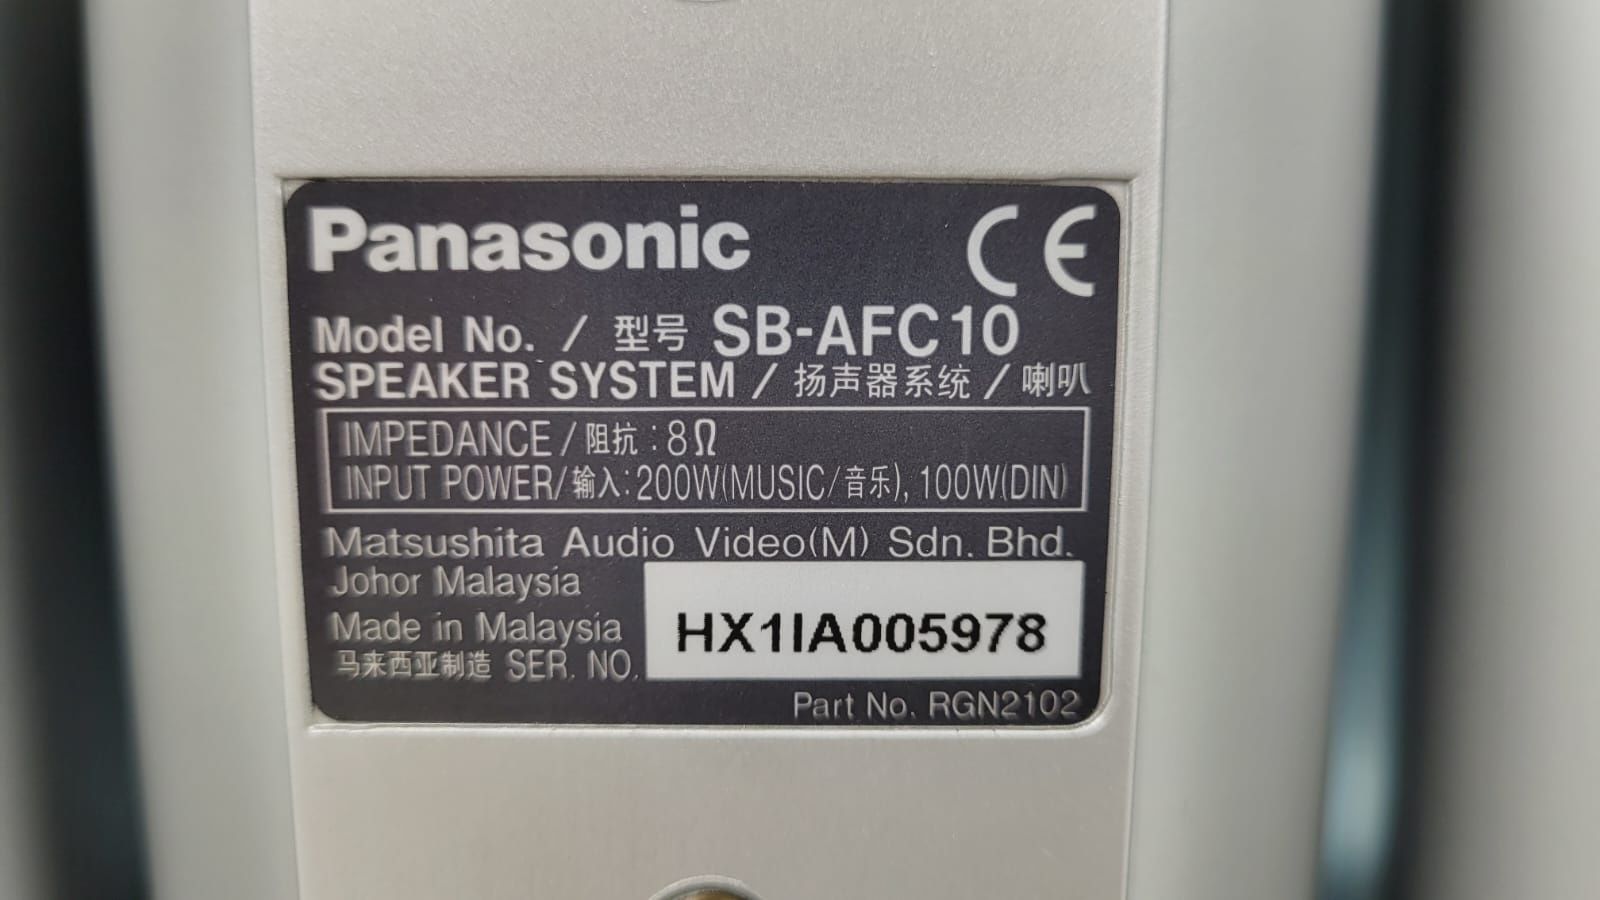 Panasonic CE
Model No. / 型号 SB-AFC10
SPEAKER SYSTEM / 扬声器系统 / 喇叭
IMPEDANCE / 阻抗 : 8Ω
INPUT POWER/输入: 200W(MUSIC/音乐), 100W(DIN)
Matsushita Audio Video(M) Sdn. Bhd.
Johor Malaysia
Made in Malaysia
马来西亚制造 SER. NO. HX1IA005978
Part No. RGN2102